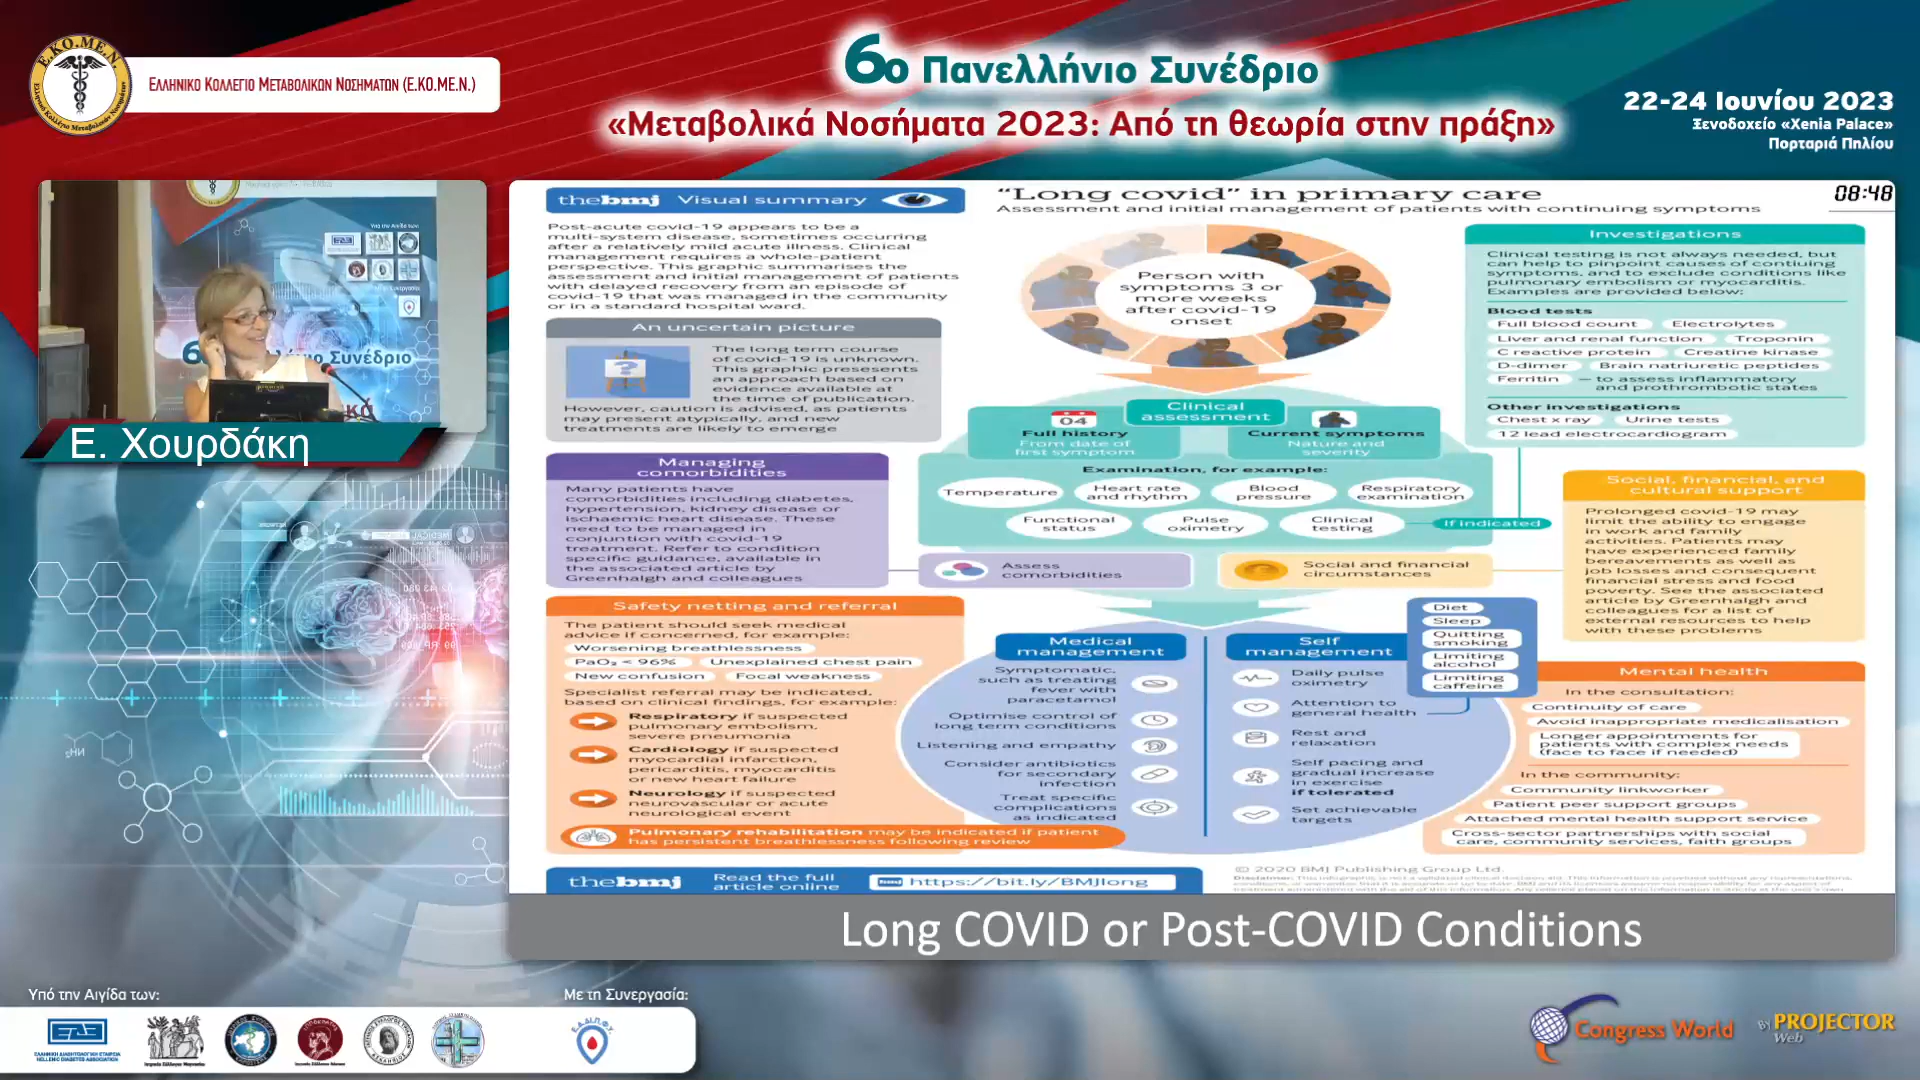 Ε.ΚΟ.ΜΕ.Ν.
ΕΛΛΗΝΙΚΟ ΚΟΛΛΕΓΙΟ ΜΕΤΑΒΟΛΙΚΩΝ ΝΟΣΗΜΑΤΩΝ (Ε.ΚΟ.ΜΕ.Ν.)
6ο Πανελλήνιο Συνέδριο
«Μεταβολικά Νοσήματα 2023: Από τη θεωρία στην πράξη»
22-24 Ιουνίου 2023
Ξενοδοχείο «Xenia Palace»
Πορταριά Πηλίου
Ε. Χουρδάκη
thebmj Visual summary
"Long covid" in primary care
Assessment and initial management of patients with continuing symptoms
08:48
Post-acute covid-19 appears to be a
multi-system disease, sometimes occurring
after a relatively mild acute illness. Clinical
management requires a whole-patient
perspective. This graphic summarises the
assessment and initial management of patients
with delayed recovery from an episode of
covid-19 that was managed in the community
or in a standard hospital ward.
An uncertain picture
?
The long term course
of covid-19 is unknown.
This graphic presesents
an approach based on
evidence available at
the time of publication.
However, caution is advised, as patients
may present atypically, and new
treatments are likely to emerge
Managing
comorbidities
Many patients have
comorbidities including diabetes,
hypertension, kidney disease or
ischaemic heart disease. These
need to be managed in
conjuntion with covid-19
treatment. Refer to condition
specific guidance, available in
the associated article by
Greenhalgh and colleagues
Safety netting and referral
The patient should seek medical
advice if concerned, for example:
Worsening breathlessness
PaO₂ < 96% Unexplained chest pain
New confusion Focal weakness
Specialist referral may be indicated,
based on clinical findings, for example:
Respiratory if suspected
pulmonary embolism,
severe pneumonia
Cardiology if suspected
myocardial infarction,
pericarditis, myocarditis
or new heart failure
Neurology if suspected
neurovascular or acute
neurological event
Pulmonary rehabilitation may be indicated if patient
has persistent breathlessness following review
Person with
symptoms 3 or
more weeks
after covid-19
onset
Clinical
assessment
04
Full history
From date of
first symptom
Current symptoms
Nature and
severity
Examination, for example:
Temperature
Heart rate
and rhythm
Blood
pressure
Respiratory
examination
Functional
status
Pulse
oximetry
Clinical
testing
If indicated
Assess
comorbidities
Social and financial
circumstances
Medical
management
Symptomatic,
such as treating
fever with
paracetamol
Optimise control of
long term conditions
Listening and empathy
Consider antibiotics
for secondary
infection
Treat specific
complications
as indicated
Self
management
Daily pulse
oximetry
Attention to
general health
Rest and
relaxation
Self pacing and
gradual increase
in exercise
if tolerated
Set achievable
targets
Diet
Sleep
Quitting
smoking
Limiting
alcohol
Limiting
caffeine
Investigations
Clinical testing is not always needed, but
can help to pinpoint causes of contiuing
symptoms, and to exclude conditions like
pulmonary embolism or myocarditis.
Examples are provided below:
Blood tests
Full blood count Electrolytes
Liver and renal function Troponin
C reactive protein Creatine kinase
D-dimer Brain natriuretic peptides
Ferritin — to assess inflammatory
and prothrombotic states
Other investigations
Chest x ray Urine tests
12 lead electrocardiogram
Social, financial, and
cultural support
Prolonged covid-19 may
limit the ability to engage
in work and family
activities. Patients may
have experienced family
bereavements as well as
job losses and consequent
financial stress and food
poverty. See the associated
article by Greenhalgh and
colleagues for a list of
external resources to help
with these problems
Mental health
In the consultation:
Continuity of care
Avoid inappropriate medicalisation
Longer appointments for
patients with complex needs
(face to face if needed)
In the community:
Community linkworker
Patient peer support groups
Attached mental health support service
Cross-sector partnerships with social
care, community services, faith groups
thebmj Read the full
article online
https://bit.ly/BMJlong
© 2020 BMJ Publishing Group Ltd.
Long COVID or Post-COVID Conditions
Υπό την Αιγίδα των:
Με τη Συνεργασία:
ΕΔΕ
ΕΛΛΗΝΙΚΗ ΔΙΑΒΗΤΟΛΟΓΙΚΗ ΕΤΑΙΡΕΙΑ
HELLENIC DIABETES ASSOCIATION
Congress World
By PROJECTOR
Web